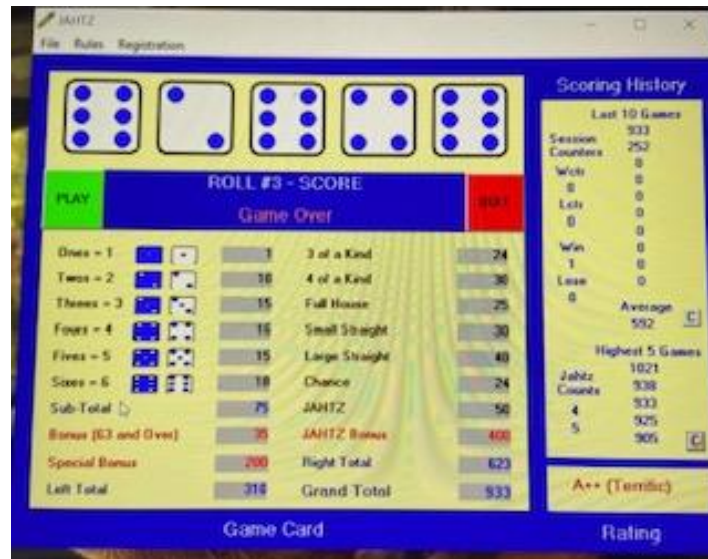 JAHTZ
File Rules Registration
Scoring History
Last 10 Games
933
Session Counters 252
0
Wctr 0
0
0
Lctr 0
0
0
Win 0
1 0
Lose 0
0
Average
592 C
PLAY
ROLL #3 - SCORE
Game Over
Ones = 1 1 3 of a Kind 24
Twos = 2 10 4 of a Kind 30
Threes = 3 15 Full House 25
Fours = 4 16 Small Straight 30
Fives = 5 15 Large Straight 40
Sixes = 6 18 Chance 24
Sub-Total 75 JAHTZ 50
Bonus (63 and Over) 35 JAHTZ Bonus 400
Special Bonus 200 Right Total 623
Left Total 310 Grand Total 933
Highest 5 Games
1021
Jahtz Counts 938
933
4 925
5 905 C
A++ (Terrific)
Game Card
Rating